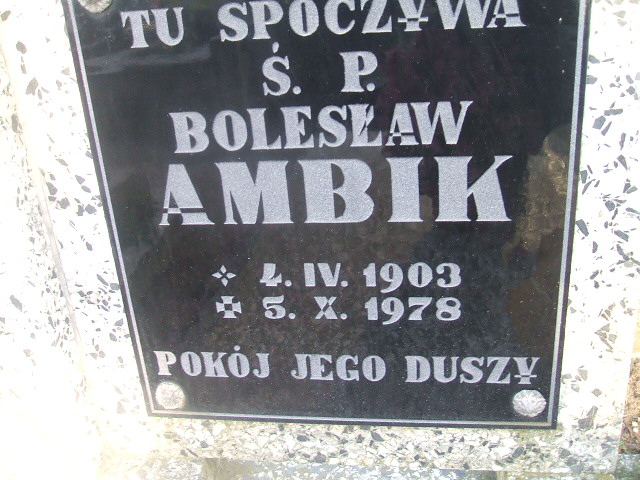 TU SPOCZYWA
Ś. P.
BOLESŁAW
AMBIK
4. IV. 1903
5. X. 1978
POKÓJ JEGO DUSZY